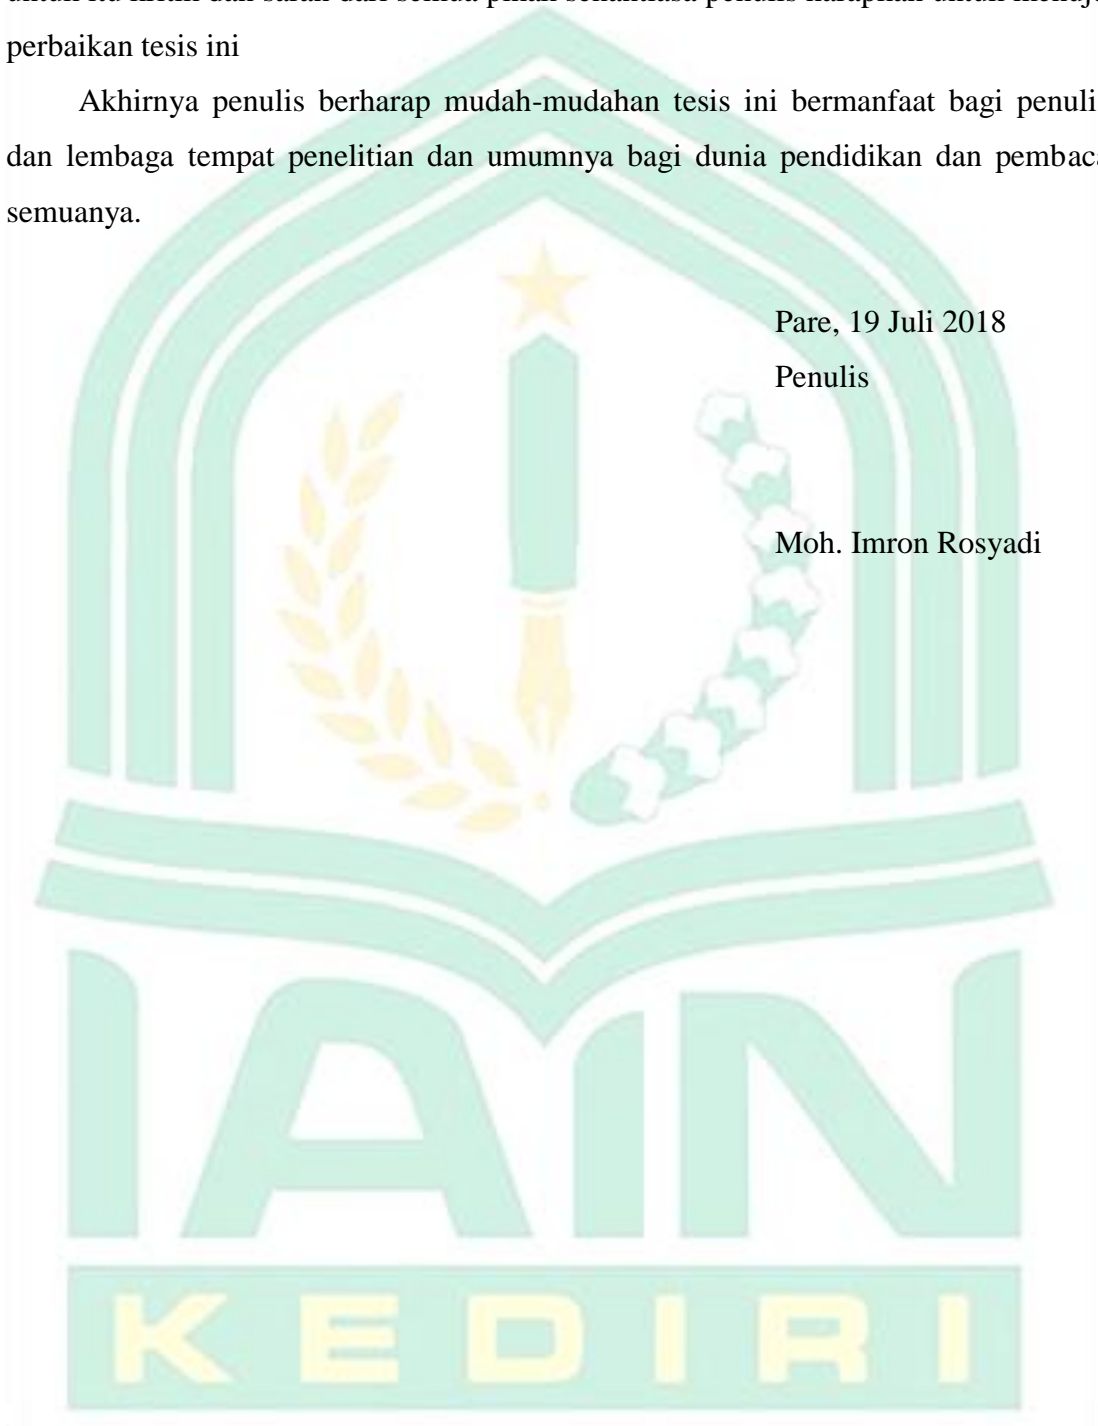 perbaikan tesis ini
Akhirnya penulis berharap mudah-mudahan tesis ini bermanfaat bagi penuli
dan lembaga tempat penelitian dan umumnya bagi dunia pendidikan dan pembaca
semuanya.
Pare, 19 Juli 2018
Penulis
Moh. Imron Rosyadi
IAIN
KEDIRI